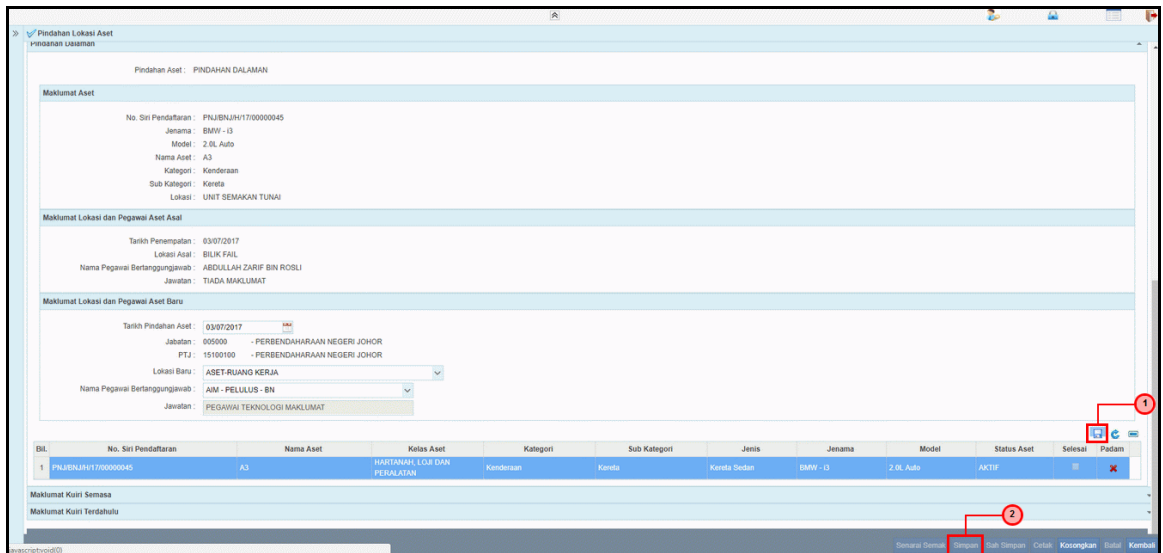 Pindahan Lokasi Aset
Pindahan Dalaman
Pindahan Aset : PINDAHAN DALAMAN
Maklumat Aset
No. Siri Pendaftaran : PNJ/BNJ/H/17/00000045
Jenama : BMW - i3
Model : 2.0L Auto
Nama Aset : A3
Kategori : Kenderaan
Sub Kategori : Kereta
Lokasi : UNIT SEMAKAN TUNAI
Maklumat Lokasi dan Pegawai Aset Asal
Tarikh Penempatan : 03/07/2017
Lokasi Asal : BILIK FAIL
Nama Pegawai Bertanggungjawab : ABDULLAH ZARIF BIN ROSLI
Jawatan : TIADA MAKLUMAT
Maklumat Lokasi dan Pegawai Aset Baru
Tarikh Pindahan Aset : 03/07/2017
Jabatan : 005000 - PERBENDAHARAAN NEGERI JOHOR
PTJ : 15100100 - PERBENDAHARAAN NEGERI JOHOR
Lokasi Baru : ASET-RUANG KERJA
Nama Pegawai Bertanggungjawab : AIM - PELULUS - BN
Jawatan : PEGAWAI TEKNOLOGI MAKLUMAT
1
Bil. No. Siri Pendaftaran Nama Aset Kelas Aset Kategori Sub Kategori Jenis Jenama Model Status Aset Selesai Padam
1 PNJ/BNJ/H/17/00000045 A3 HARTANAH, LOJI DAN PERALATAN Kenderaan Kereta Kereta Sedan BMW - i3 2.0L Auto AKTIF
Maklumat Kuiri Semasa
Maklumat Kuiri Terdahulu
2
Senarai Semak Simpan Sah Simpan Cetak Kosongkan Batal Kembali
javascript:void(0)